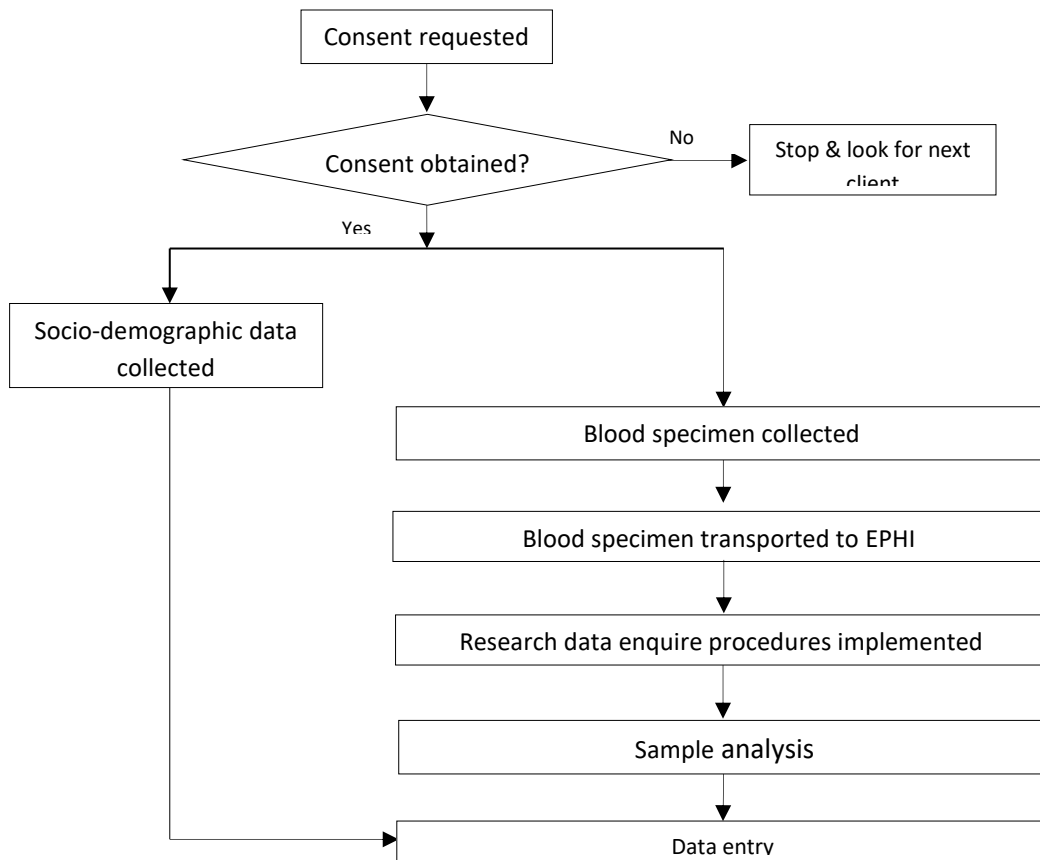 Consent requested
Consent obtained?
No
Stop & look for next
client
Yes
Socio-demographic data
collected
Blood specimen collected
Blood specimen transported to EPHI
Research data enquire procedures implemented
Sample analysis
Data entry